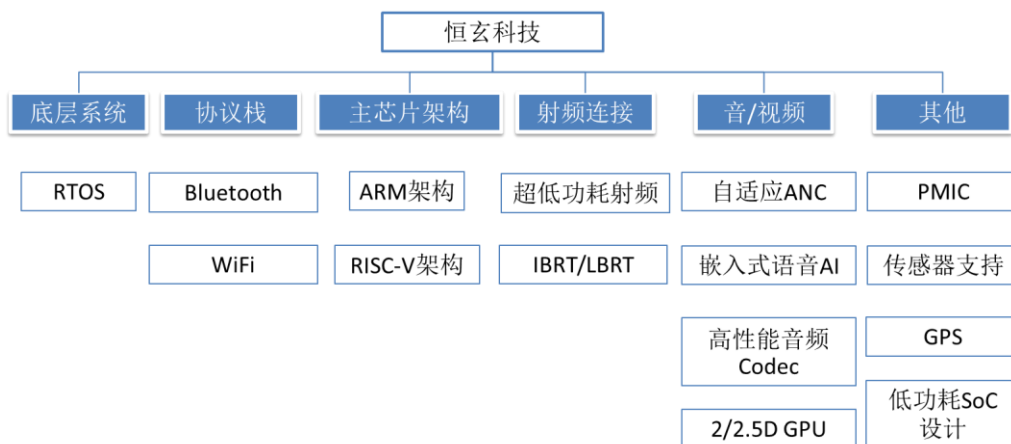 恒玄科技
底层系统
协议栈
主芯片架构
射频连接
音/视频
其他
RTOS
Bluetooth
ARM架构
超低功耗射频
自适应ANC
PMIC
WiFi
RISC-V架构
IBRT/LBRT
嵌入式语音AI
传感器支持
高性能音频
Codec
GPS
2/2.5D GPU
低功耗SoC
设计